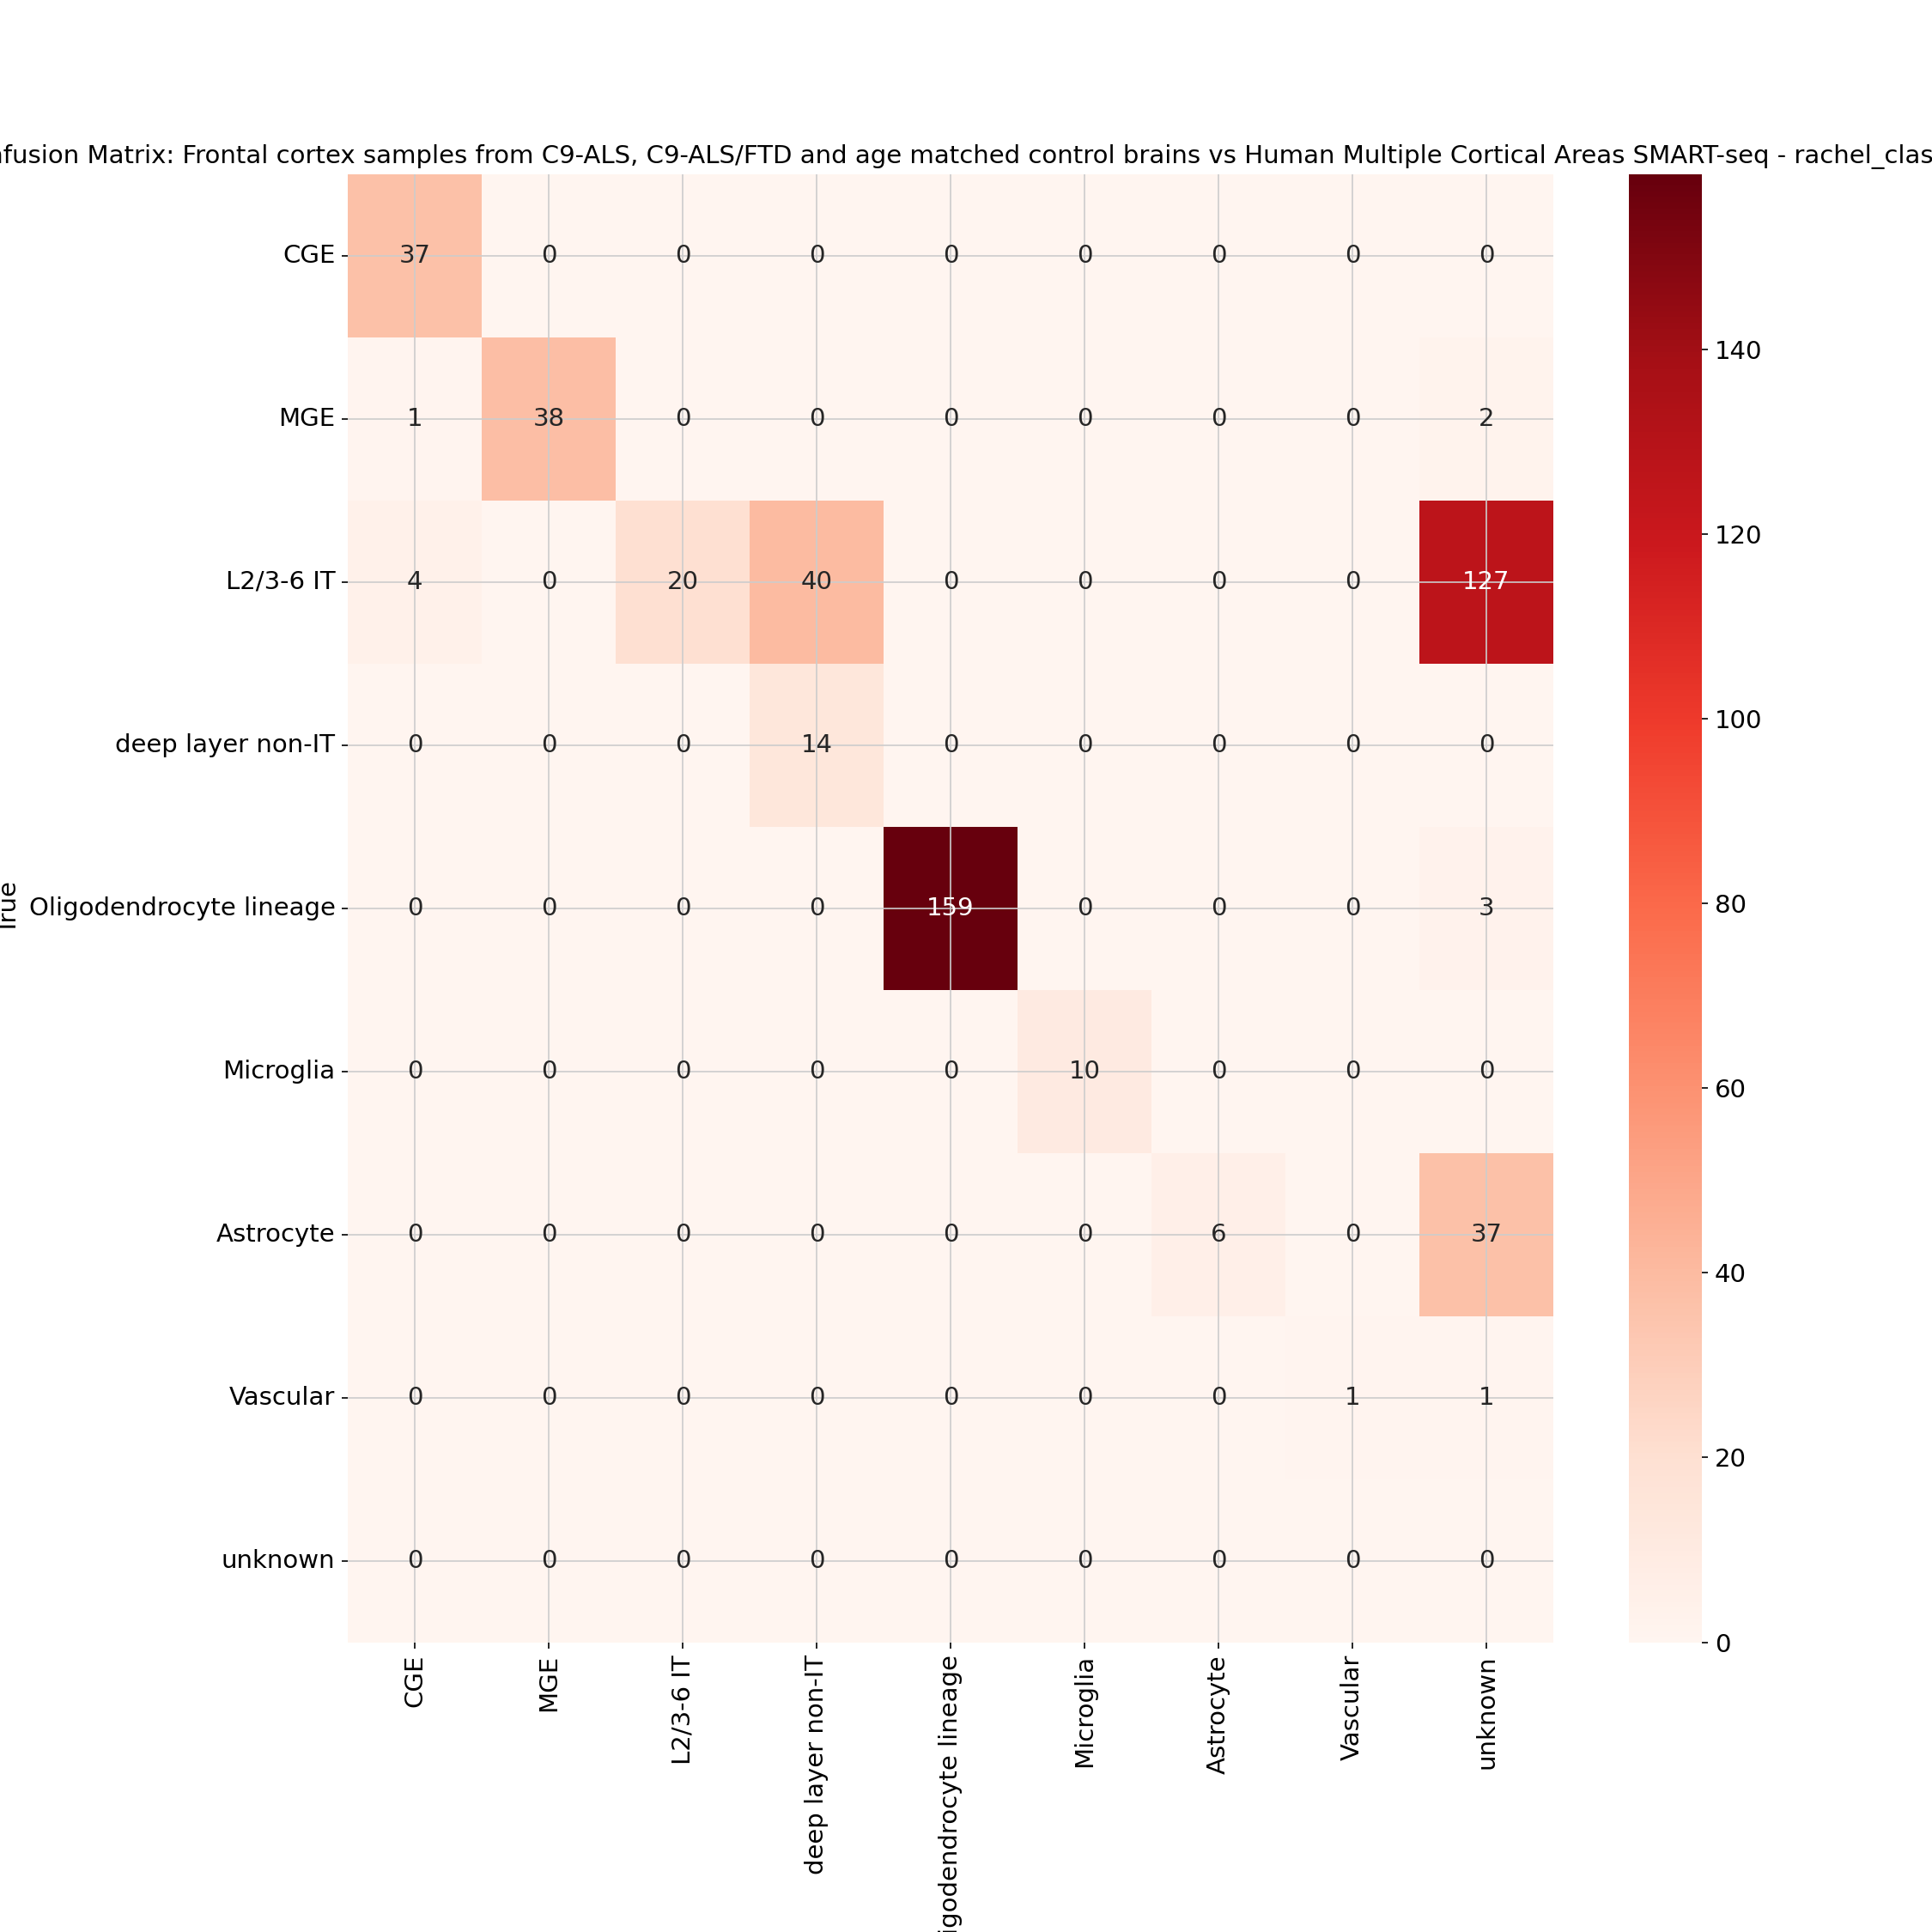 fusion Matrix: Frontal cortex samples from C9-ALS, C9-ALS/FTD and age matched control brains vs Human Multiple Cortical Areas SMART-seq - rachel_clas
CGE 37 0 0 0 0 0 0 0 0
MGE 1 38 0 0 0 0 0 0 2
L2/3-6 IT 4 0 20 40 0 0 0 0 127
deep layer non-IT 0 0 0 14 0 0 0 0 0
Oligodendrocyte lineage 0 0 0 0 159 0 0 0 3
Microglia 0 0 0 0 0 10 0 0 0
Astrocyte 0 0 0 0 0 0 6 0 37
Vascular 0 0 0 0 0 0 0 1 1
unknown 0 0 0 0 0 0 0 0 0
True
CGE
MGE
L2/3-6 IT
deep layer non-IT
igodendrocyte lineage
Microglia
Astrocyte
Vascular
unknown
140
120
100
80
60
40
20
0